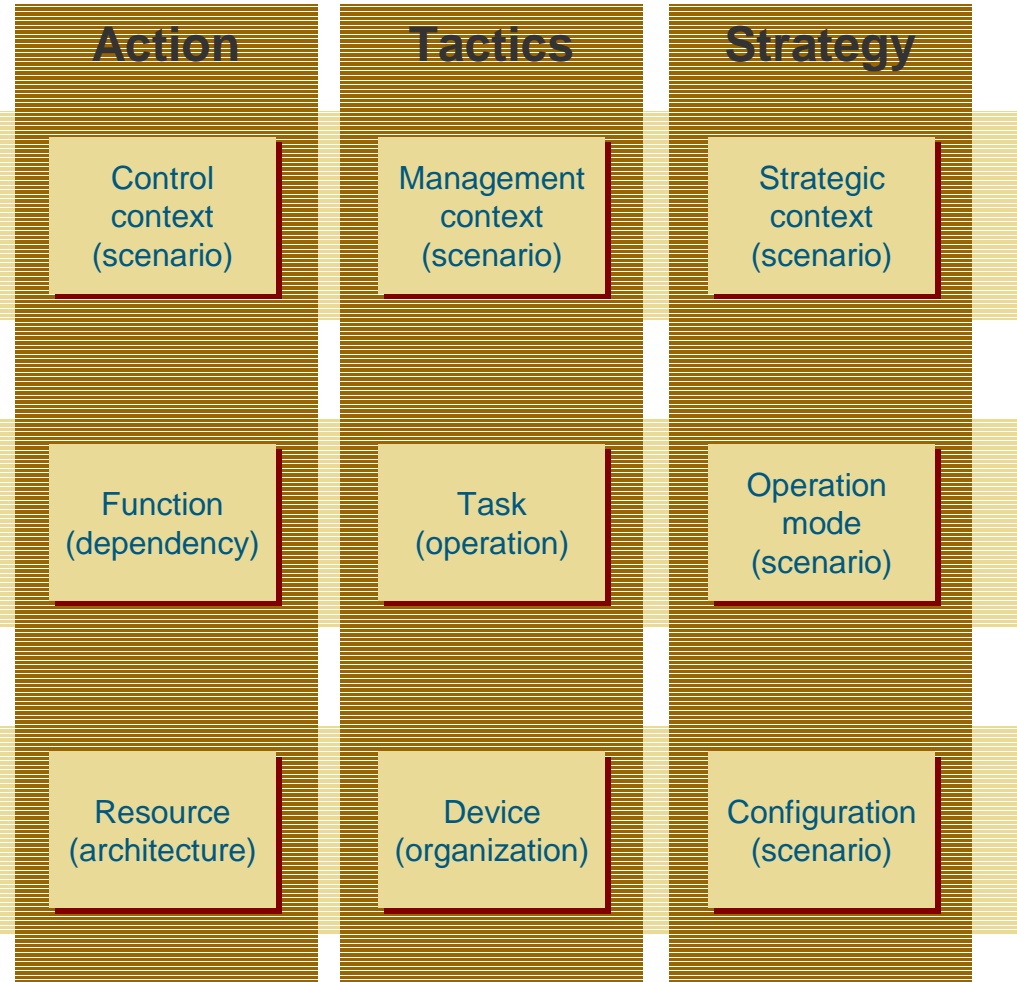 Action
Tactics
Strategy
Control
context
(scenario)
Management
context
(scenario)
Strategic
context
(scenario)
Function
(dependency)
Task
(operation)
Operation
mode
(scenario)
Resource
(architecture)
Device
(organization)
Configuration
(scenario)